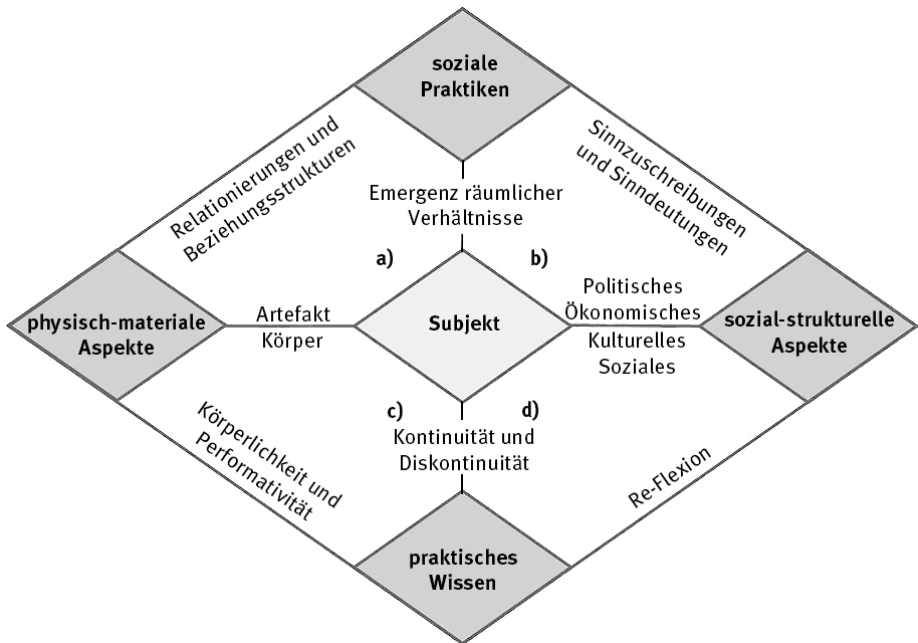 soziale
Praktiken
Relationierungen und
Beziehungsstrukturen
Sinnzuschreibungen
und Sinndeutungen
Emergenz räumlicher
Verhältnisse
a)
b)
physisch-materiale
Aspekte
Artefakt
Körper
Subjekt
Politisches
Ökonomisches
Kulturelles
Soziales
sozial-strukturelle
Aspekte
c)
d)
Kontinuität und
Diskontinuität
Körperlichkeit und
Performativität
Re-Flexion
praktisches
Wissen